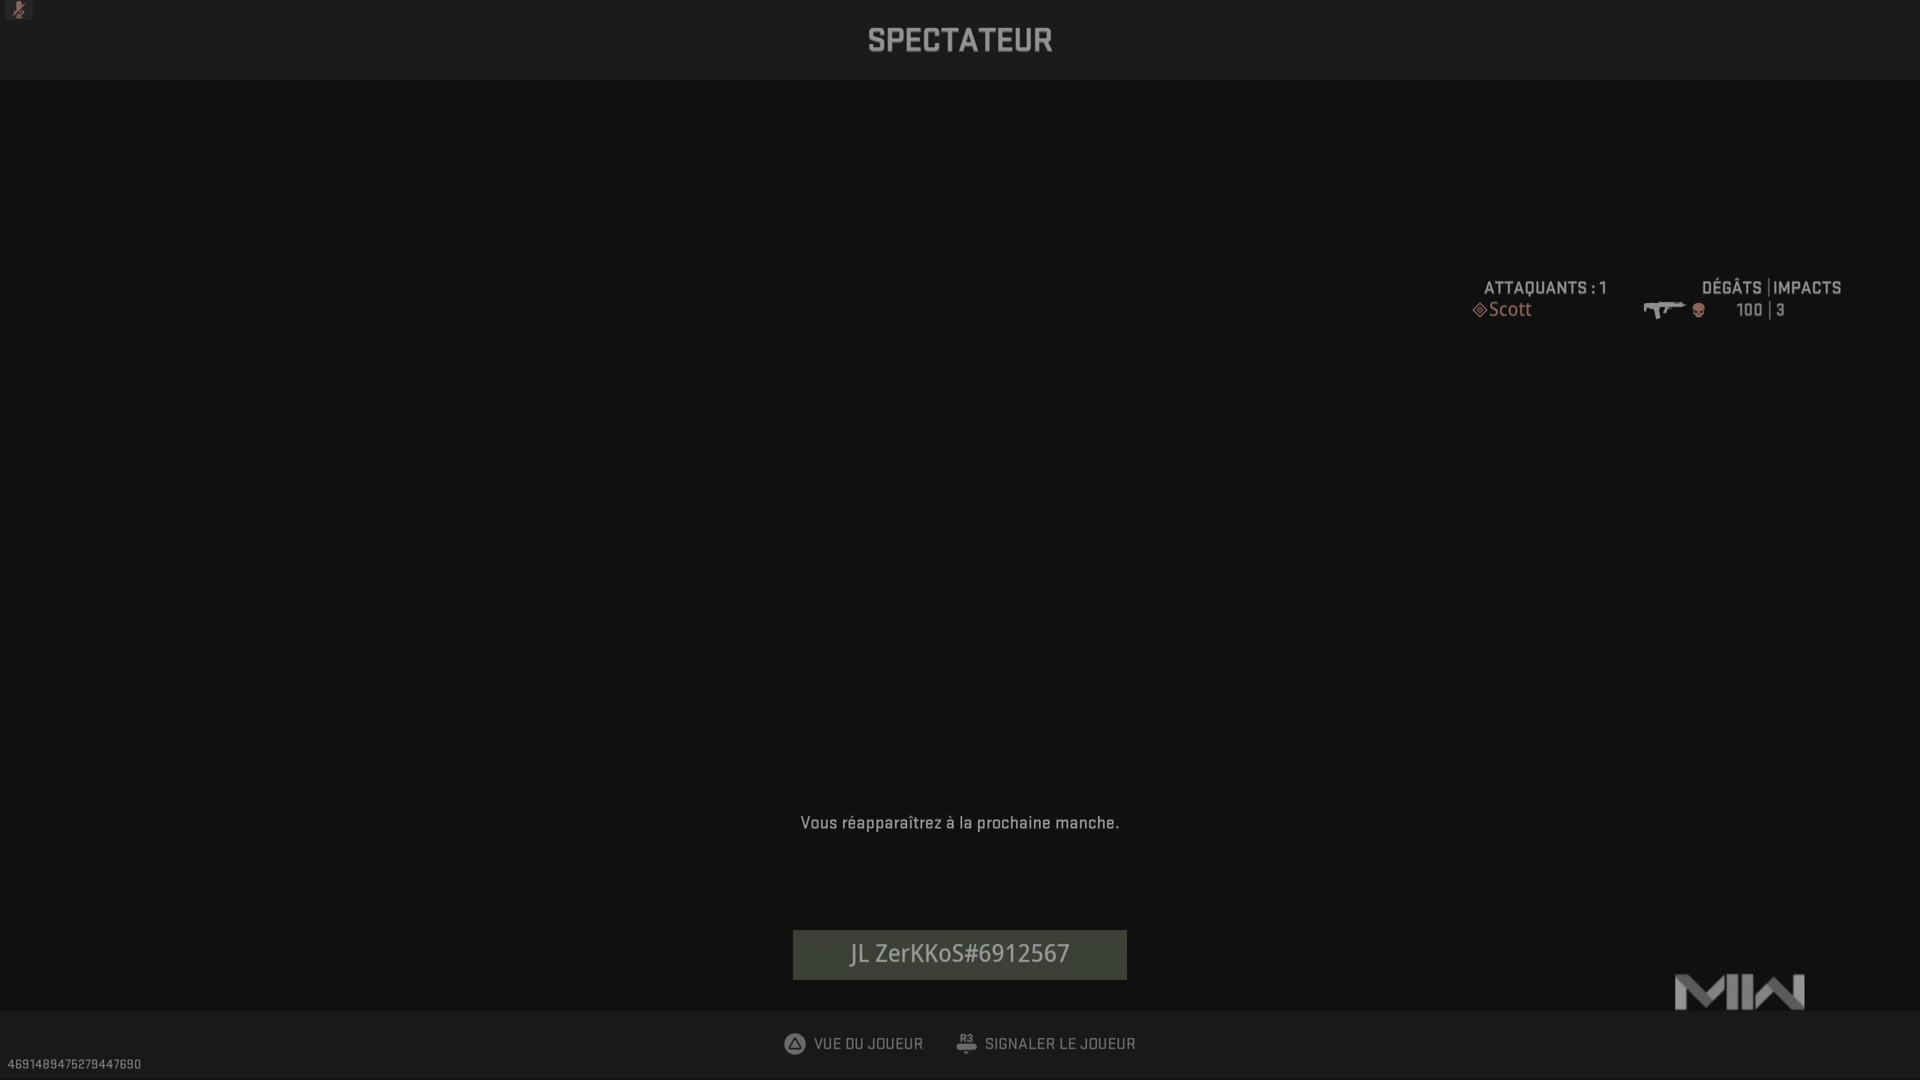 SPECTATEUR
ATTAQUANTS : 1 DÉGÂTS | IMPACTS
Scott 100 | 3
Vous réapparaîtrez à la prochaine manche.
JL ZerKKoS#6912567
MW
VUE DU JOUEUR R3 SIGNALER LE JOUEUR
4691489475279447690